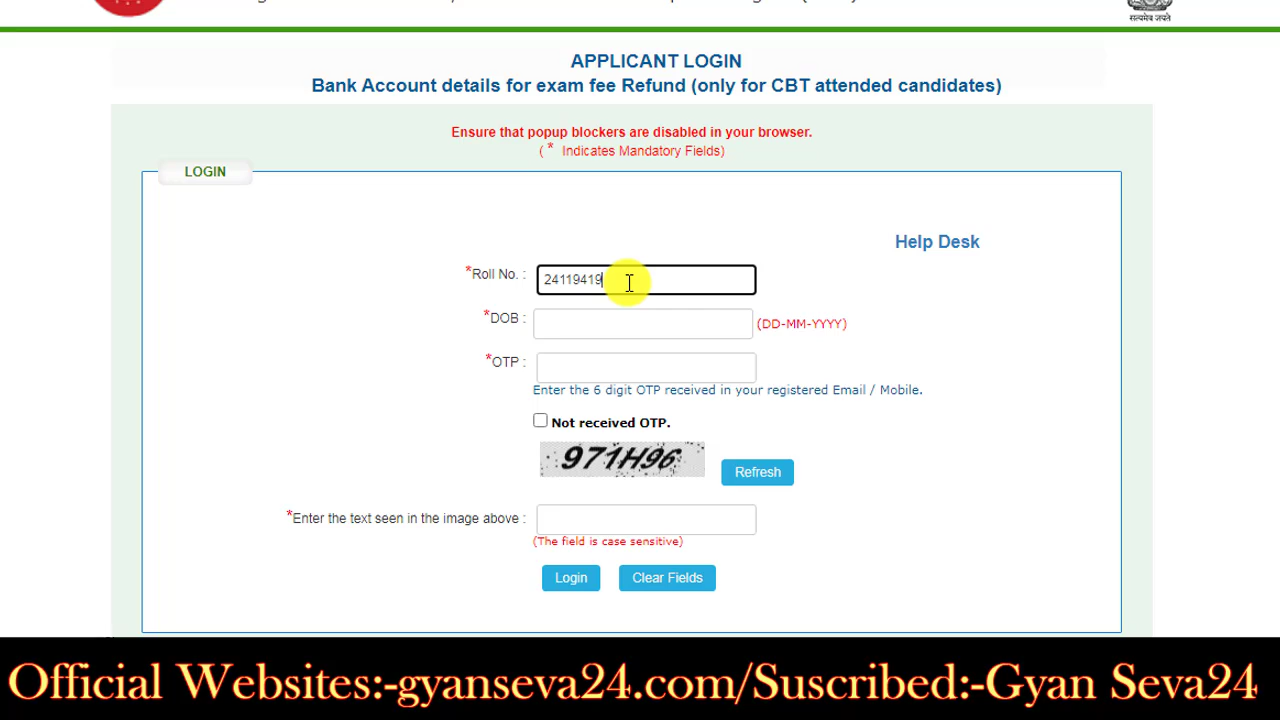 सत्यमेव जयते
APPLICANT LOGIN
Bank Account details for exam fee Refund (only for CBT attended candidates)
Ensure that popup blockers are disabled in your browser.
( * Indicates Mandatory Fields)
LOGIN
Help Desk
*Roll No. : 24119419
*DOB : (DD-MM-YYYY)
*OTP :
Enter the 6 digit OTP received in your registered Email / Mobile.
Not received OTP.
971H96
Refresh
*Enter the text seen in the image above :
(The field is case sensitive)
Login Clear Fields
Official Websites:-gyanseva24.com/Suscribed:-Gyan Seva24